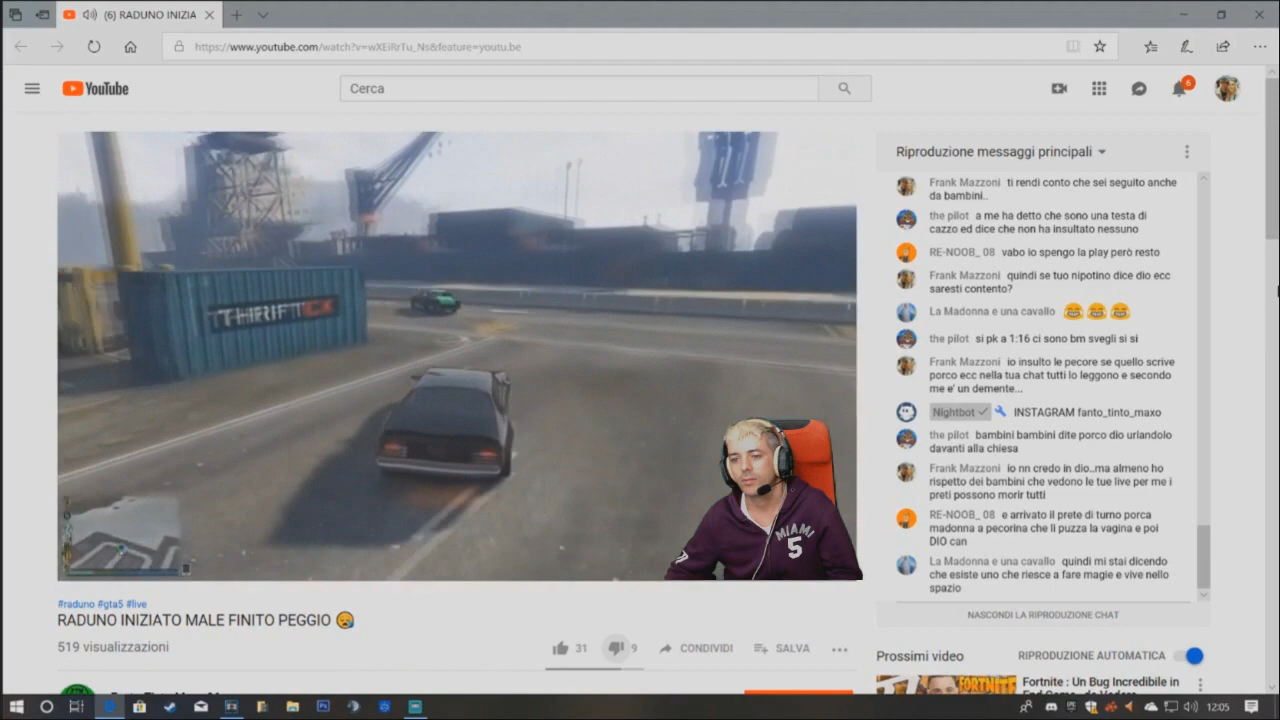 (6) RADUNO INIZIA
https://www.youtube.com/watch?v=wXEiRrTu_Ns&feature=youtu.be
YouTube
Cerca
6
THRIFTEX
MIAMI
5
#raduno #gta5 #live
RADUNO INIZIATO MALE FINITO PEGGIO
519 visualizzazioni
31
9
CONDIVIDI
SALVA
Riproduzione messaggi principali
Frank Mazzoni ti rendi conto che sei seguito anche
da bambini..
the pilot a me ha detto che sono una testa di
cazzo ed dice che non ha insultato nessuno
RE-NOOB_ 08 vabo io spengo la play però resto
Frank Mazzoni quindi se tuo nipotino dice dio ecc
saresti contento?
La Madonna e una cavallo
the pilot si pk a 1:16 ci sono bm svegli si si
Frank Mazzoni io insulto le pecore se quello scrive
porco ecc nella tua chat tutti lo leggono e secondo
me e' un demente...
Nightbot INSTAGRAM fanto_tinto_maxo
the pilot bambini bambini dite porco dio urlandolo
davanti alla chiesa
Frank Mazzoni io nn credo in dio..ma almeno ho
rispetto dei bambini che vedono le tue live per me i
preti possono morir tutti
RE-NOOB_ 08 e arrivato il prete di turno porca
madonna a pecorina che li puzza la vagina e poi
DIO can
La Madonna e una cavallo quindi mi stai dicendo
che esiste uno che riesce a fare magie e vive nello
spazio
NASCONDI LA RIPRODUZIONE CHAT
Prossimi video
RIPRODUZIONE AUTOMATICA
FORTNITE
Fortnite : Un Bug Incredibile in
12:05